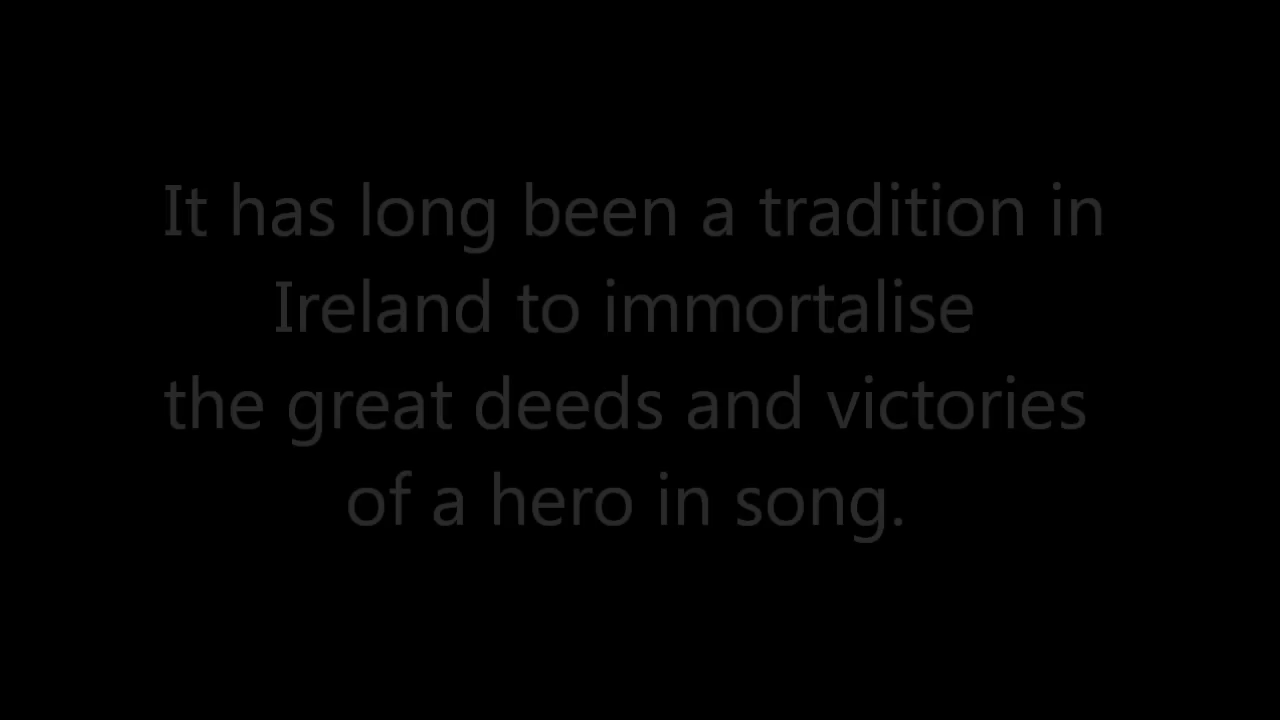 It has long been a tradition in
Ireland to immortalise
the great deeds and victories
of a hero in song.